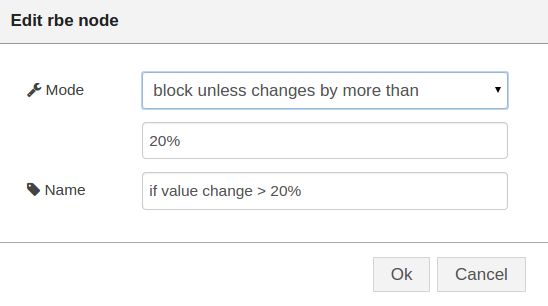 Edit rbe node
Mode
block unless changes by more than
20%
Name
if value change > 20%
Ok
Cancel